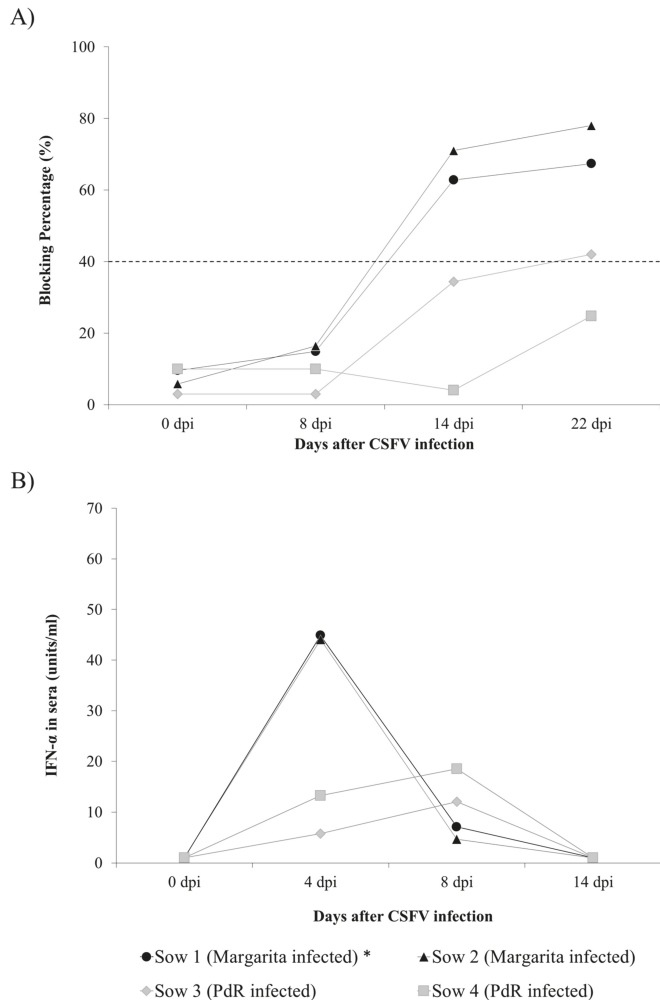 A)
100
80
60
40
20
0
Blocking Percentage (%)
0 dpi 8 dpi 14 dpi 22 dpi
Days after CSFV infection
B)
70
60
50
40
30
20
10
0
IFN-α in sera (units/ml)
0 dpi 4 dpi 8 dpi 14 dpi
Days after CSFV infection
Sow 1 (Margarita infected) * Sow 2 (Margarita infected)
Sow 3 (PdR infected) Sow 4 (PdR infected)